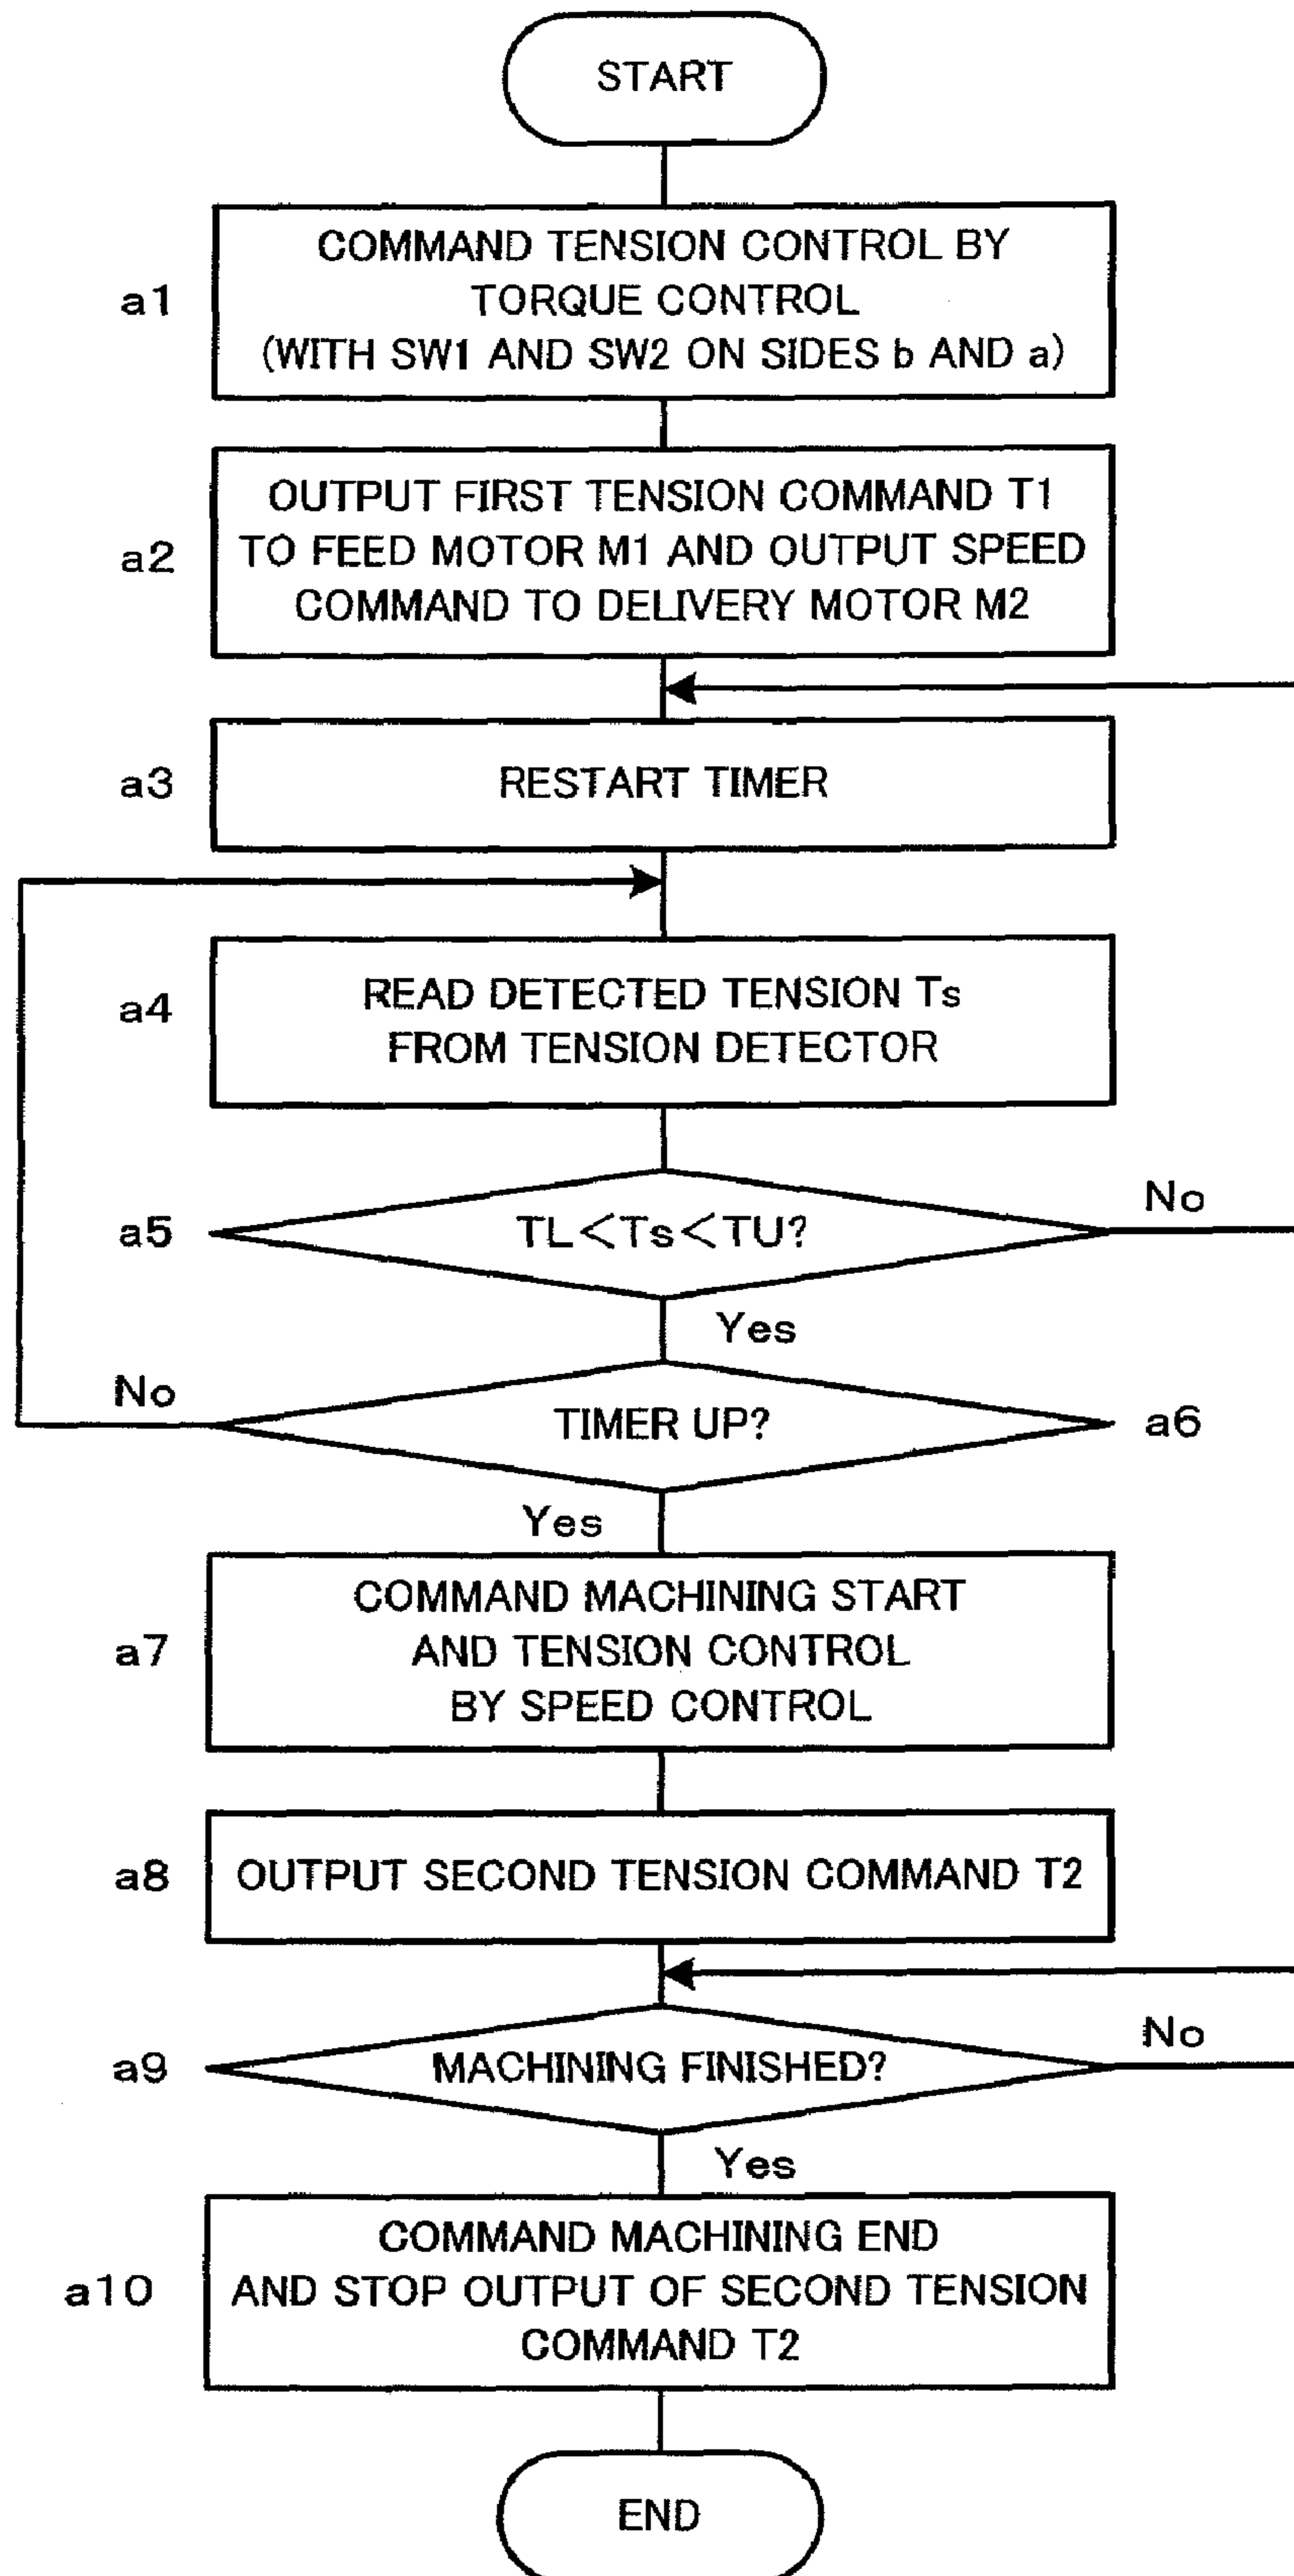 START
a1
COMMAND TENSION CONTROL BY
TORQUE CONTROL
(WITH SW1 AND SW2 ON SIDES b AND a)
a2
OUTPUT FIRST TENSION COMMAND T1
TO FEED MOTOR M1 AND OUTPUT SPEED
COMMAND TO DELIVERY MOTOR M2
a3
RESTART TIMER
a4
READ DETECTED TENSION Ts
FROM TENSION DETECTOR
a5
TL<Ts<TU?
No
Yes
No
TIMER UP?
a6
Yes
a7
COMMAND MACHINING START
AND TENSION CONTROL
BY SPEED CONTROL
a8
OUTPUT SECOND TENSION COMMAND T2
a9
MACHINING FINISHED?
No
Yes
a10
COMMAND MACHINING END
AND STOP OUTPUT OF SECOND TENSION
COMMAND T2
END